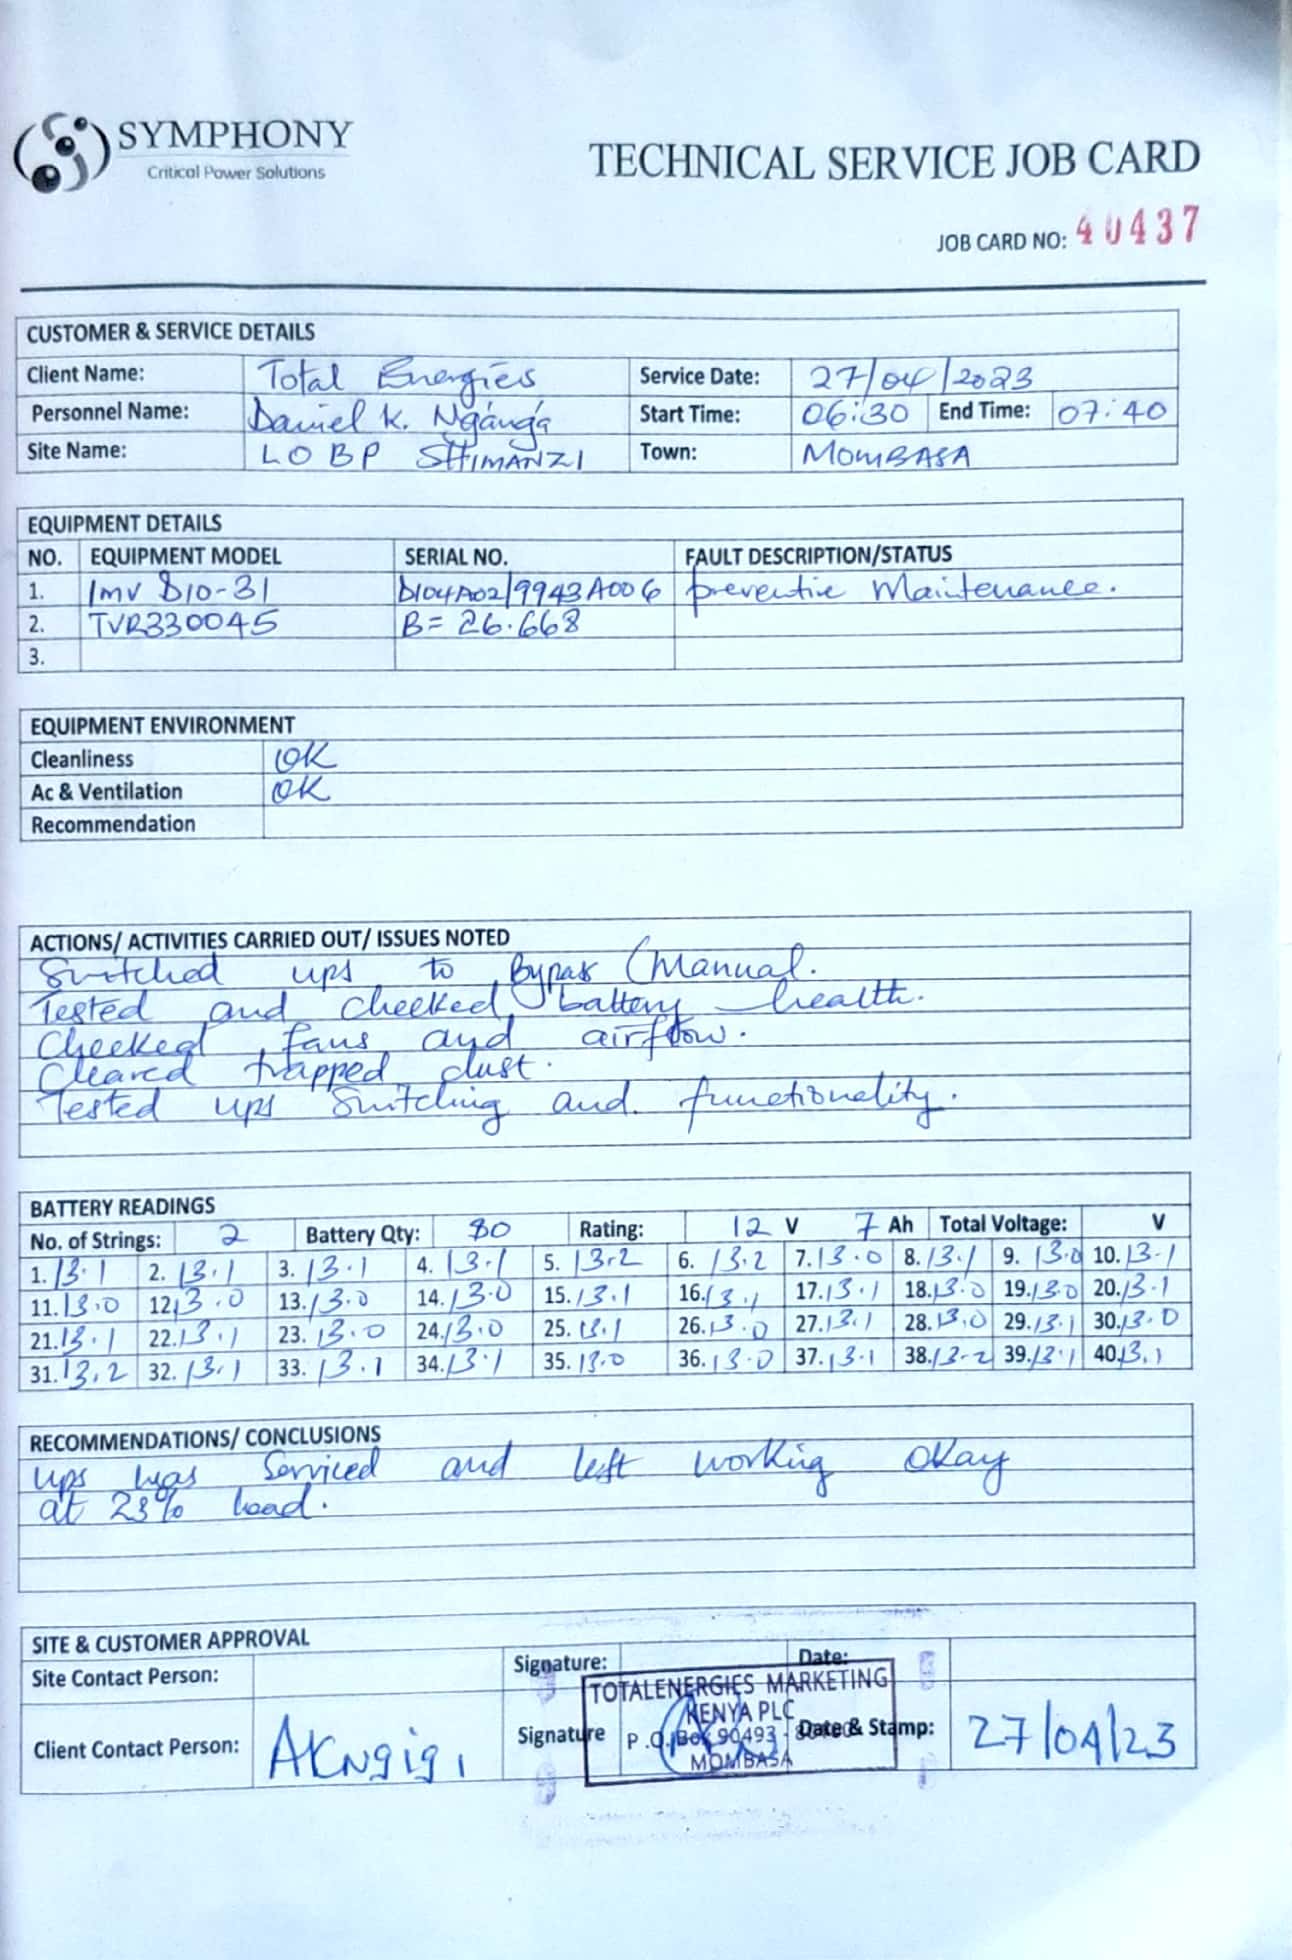 SYMPHONY
Critical Power Solutions
TECHNICAL SERVICE JOB CARD
JOB CARD NO: 40437
CUSTOMER & SERVICE DETAILS
Client Name: Total Energies Service Date: 27/04/2023
Personnel Name: Daniel K. Ng'ang'a Start Time: 06:30 End Time: 07:40
Site Name: LOBP SHIMANZI Town: MOMBASA
EQUIPMENT DETAILS
NO. EQUIPMENT MODEL SERIAL NO. FAULT DESCRIPTION/STATUS
1. 1mv S10-31 D104A02/9943A006 preventive Maintenance.
2. TVR330045 B= 26.668
3.
EQUIPMENT ENVIRONMENT
Cleanliness OK
Ac & Ventilation OK
Recommendation
ACTIONS/ ACTIVITIES CARRIED OUT/ ISSUES NOTED
Switched ups to Bypass (Manual.
Tested and checked battery health.
Checked fans and airflow.
Cleared trapped dust.
Tested ups switching and functionality.
BATTERY READINGS
No. of Strings: 2 Battery Qty: 80 Rating: 12 V 7 Ah Total Voltage: V
1. 13.1 2. 13.1 3. 13.1 4. 13.1 5. 13.2 6. 13.2 7. 13.0 8. 13.1 9. 13.0 10. 13.1
11. 13.0 12. 13.0 13. 13.0 14. 13.0 15. 13.1 16. 13.1 17. 13.1 18. 13.0 19. 13.0 20. 13.1
21. 13.1 22. 13.1 23. 13.0 24. 13.0 25. 13.1 26. 13.0 27. 13.1 28. 13.0 29. 13.1 30. 13.0
31. 13.2 32. 13.1 33. 13.1 34. 13.1 35. 13.0 36. 13.0 37. 13.1 38. 13.2 39. 13.1 40. 13.1
RECOMMENDATIONS/ CONCLUSIONS
ups was serviced and left working okay
at 23% load.
SITE & CUSTOMER APPROVAL
Site Contact Person: Signature: Date:
TOTALENERGIES MARKETING
KENYA PLC
P.O. Box 90493 -
MOMBASA
Client Contact Person: AKNgigi Signature Date & Stamp: 27/04/23